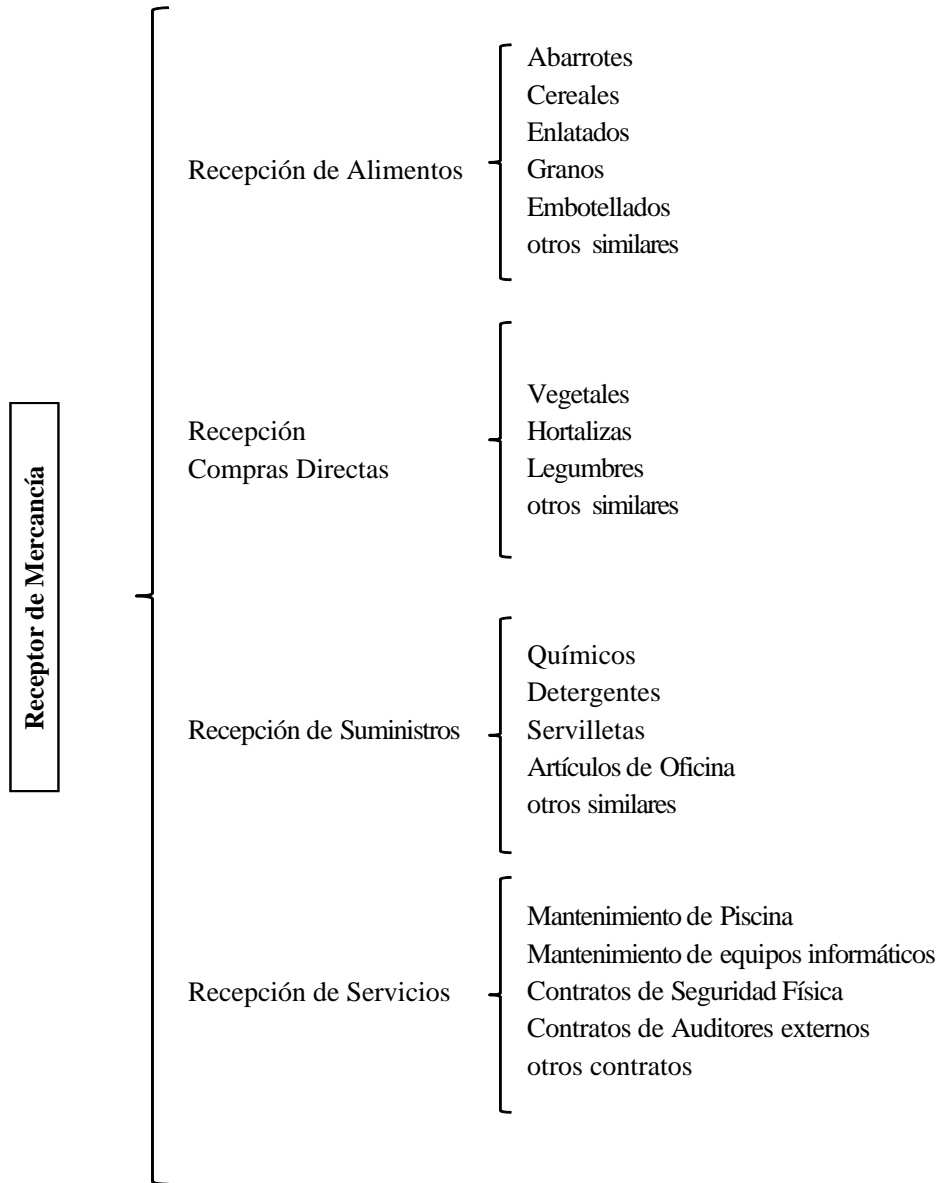 Receptor de Mercancía
Recepción de Alimentos
Abarrotes
Cereales
Enlatados
Granos
Embotellados
otros similares
Recepción
Compras Directas
Vegetales
Hortalizas
Legumbres
otros similares
Recepción de Suministros
Químicos
Detergentes
Servilletas
Artículos de Oficina
otros similares
Recepción de Servicios
Mantenimiento de Piscina
Mantenimiento de equipos informáticos
Contratos de Seguridad Física
Contratos de Auditores externos
otros contratos